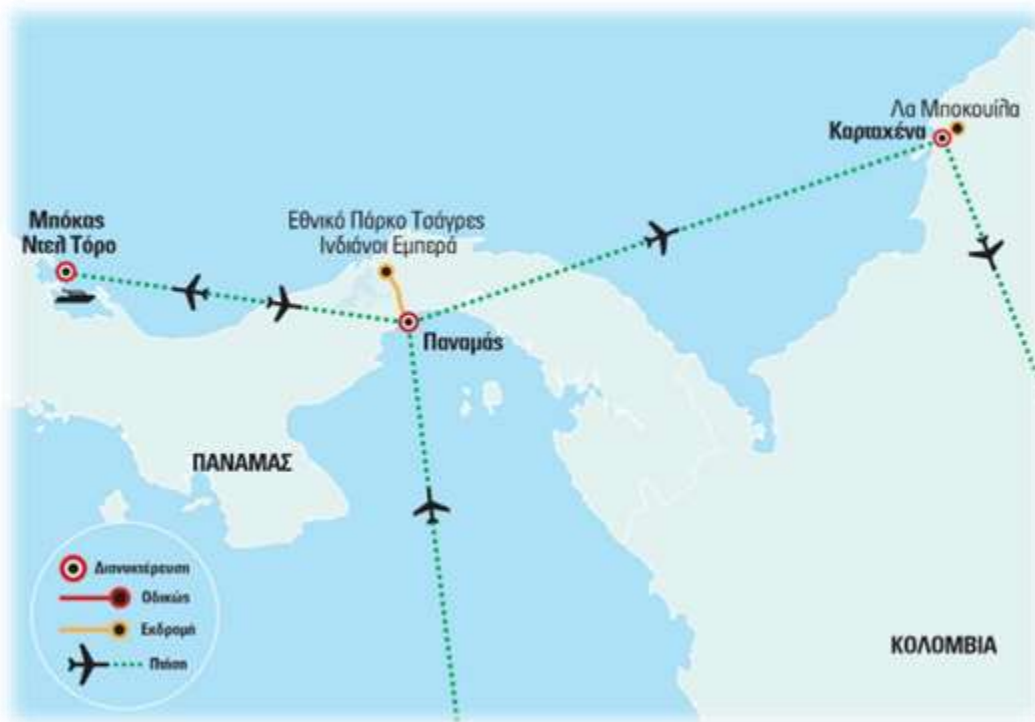 Λα Μποκουίλα
Καρταχένα
Μπόκας
Ντελ Τόρο
Εθνικό Πάρκο Τσάγρες
Ινδιάνοι Εμπερά
Παναμάς
ΠΑΝΑΜΑΣ
Διανυκτέρευση
Οδικώς
Εκδρομή
Πτήση
ΚΟΛΟΜΒΙΑ